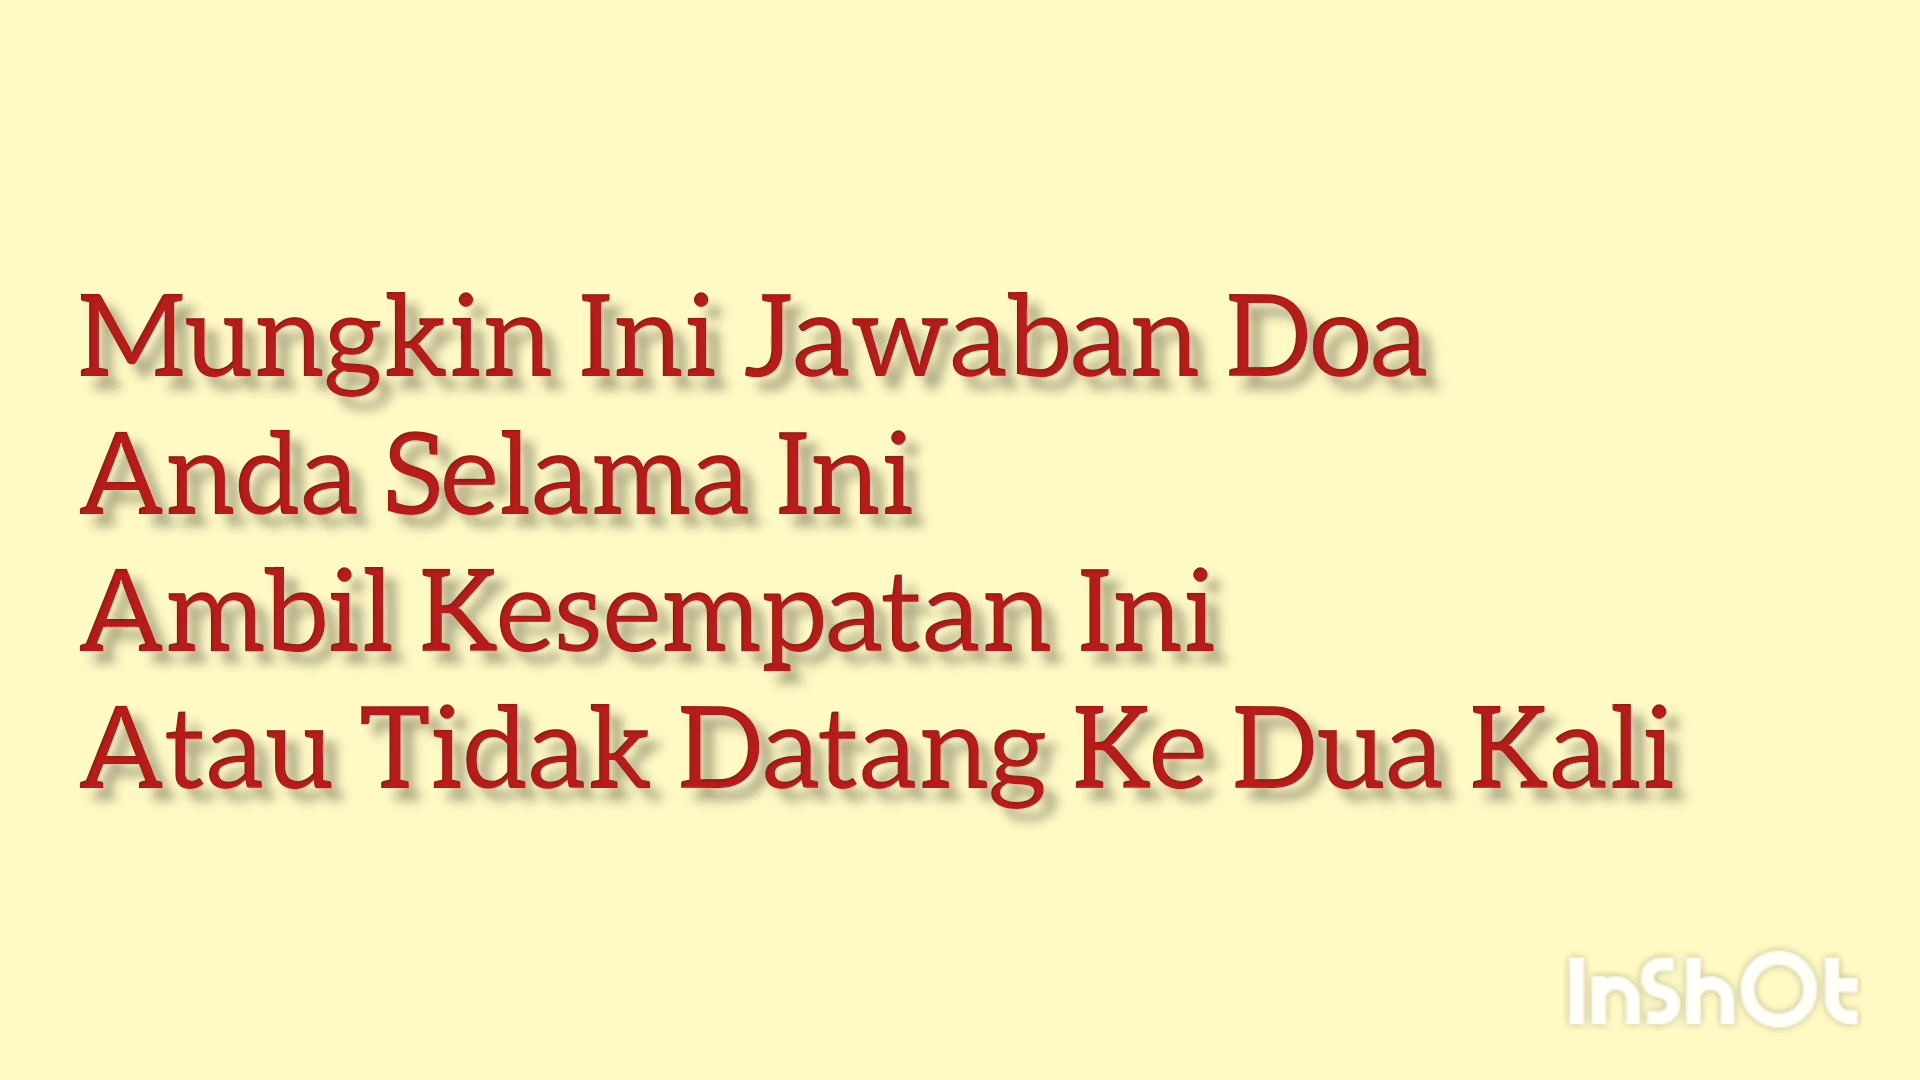 Mungkin Ini Jawaban Doa
Anda Selama Ini
Ambil Kesempatan Ini
Atau Tidak Datang Ke Dua Kali
InShOt